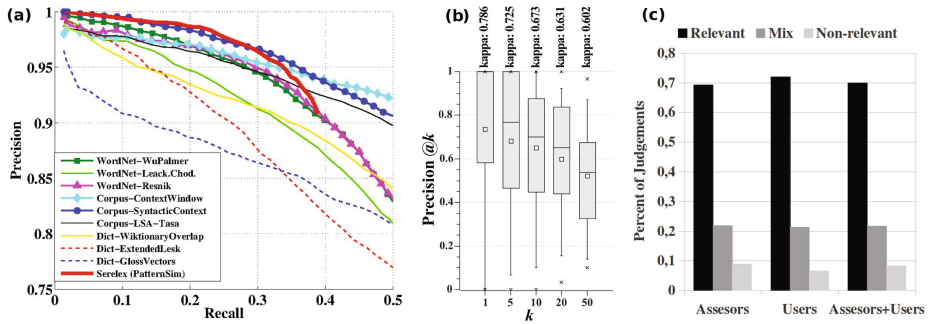 (a)
1
0.95
0.9
0.85
0.8
0.75
Precision
WordNet-WuPalmer
WordNet-Leack.Chod.
WordNet-Resnik
Corpus-ContextWindow
Corpus-SyntacticContext
Corpus-LSA-Tasa
Dict-WiktionaryOverlap
Dict-ExtendedLesk
Dict-GlossVectors
Serelex (PatternSim)
0 0.1 0.2 0.3 0.4 0.5
Recall
(b)
kappa: 0.786
kappa: 0.725
kappa: 0.673
kappa: 0.631
kappa: 0.602
Precision @k
1
0.8
0.6
0.4
0.2
0
1 5 10 20 50
k
(c)
Relevant Mix Non-relevant
Percent of Judgements
0,8
0,7
0,6
0,5
0,4
0,3
0,2
0,1
0
Assesors Users Assesors+Users